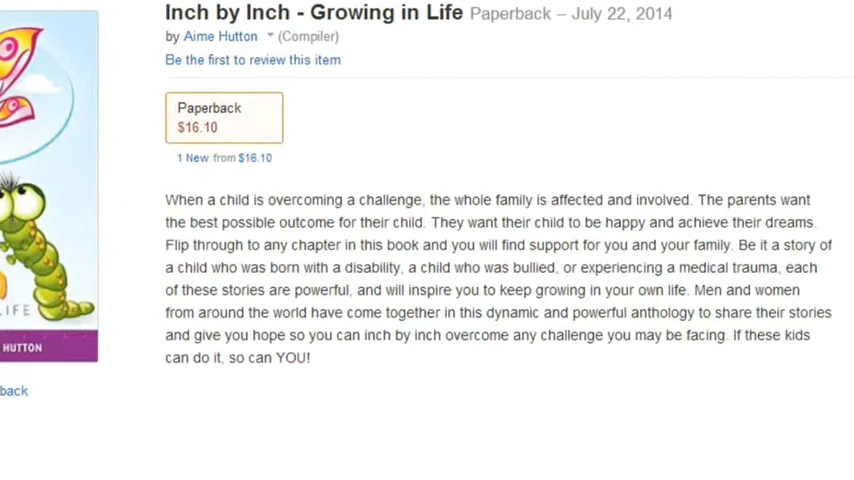 Inch by Inch - Growing in Life Paperback – July 22, 2014
by Aime Hutton (Compiler)
Be the first to review this item
Paperback
$16.10
1 New from $16.10
When a child is overcoming a challenge, the whole family is affected and involved. The parents want
the best possible outcome for their child. They want their child to be happy and achieve their dreams.
Flip through to any chapter in this book and you will find support for you and your family. Be it a story of
a child who was born with a disability, a child who was bullied, or experiencing a medical trauma, each
of these stories are powerful, and will inspire you to keep growing in your own life. Men and women
from around the world have come together in this dynamic and powerful anthology to share their stories
and give you hope so you can inch by inch overcome any challenge you may be facing. If these kids
can do it, so can YOU!
LIFE
HUTTON
back